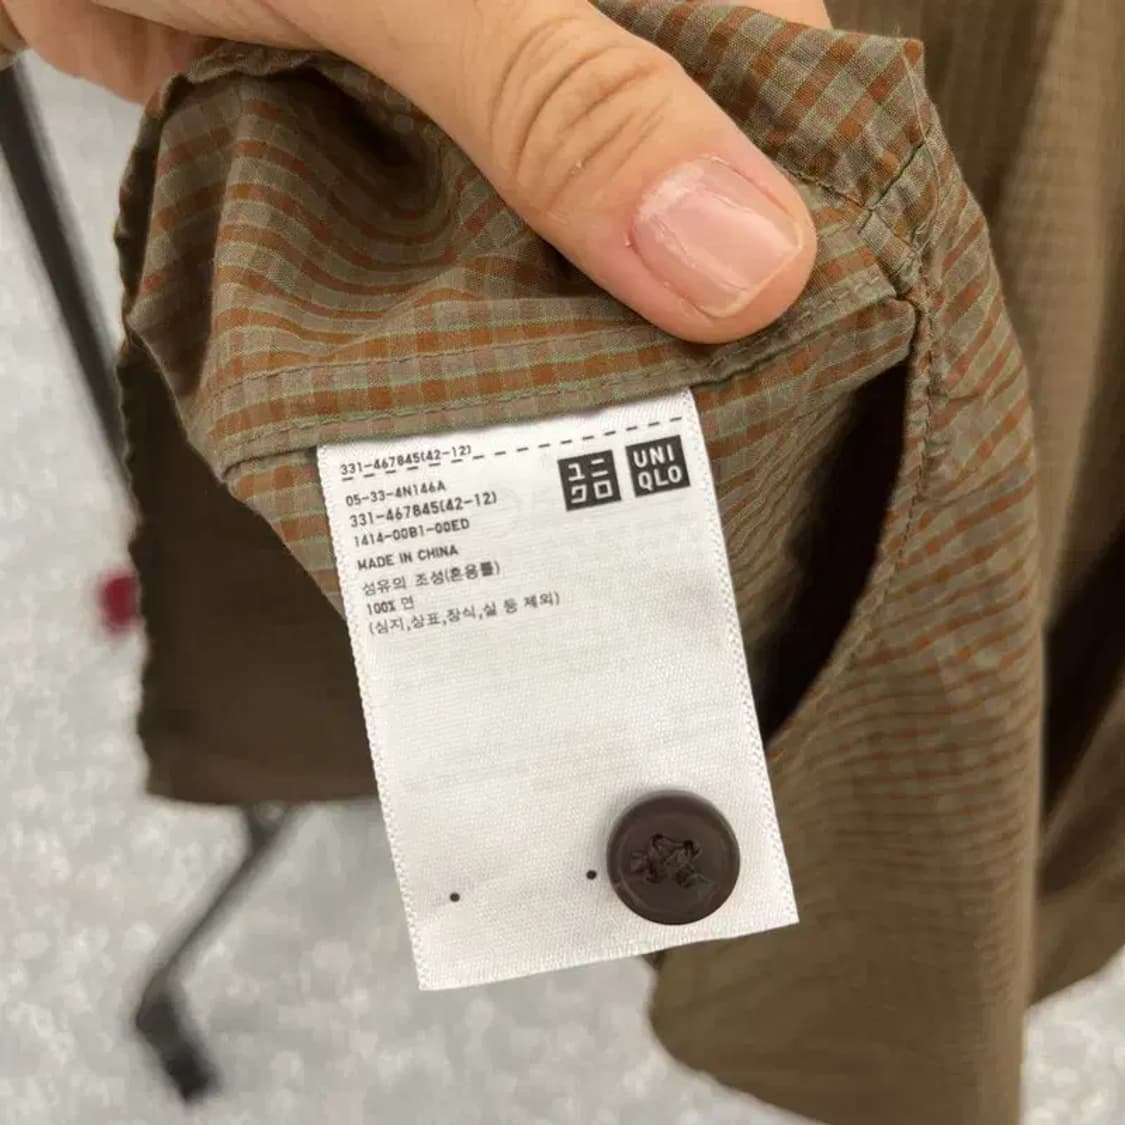 331-467845(42-12)
ユニ
クロ
UNI
QLO
05-33-4N146A
331-467845(42-12)
1414-00B1-00ED
MADE IN CHINA
섬유의 조성(혼용률)
100% 면
(심지,상표,장식,실 등 제외)